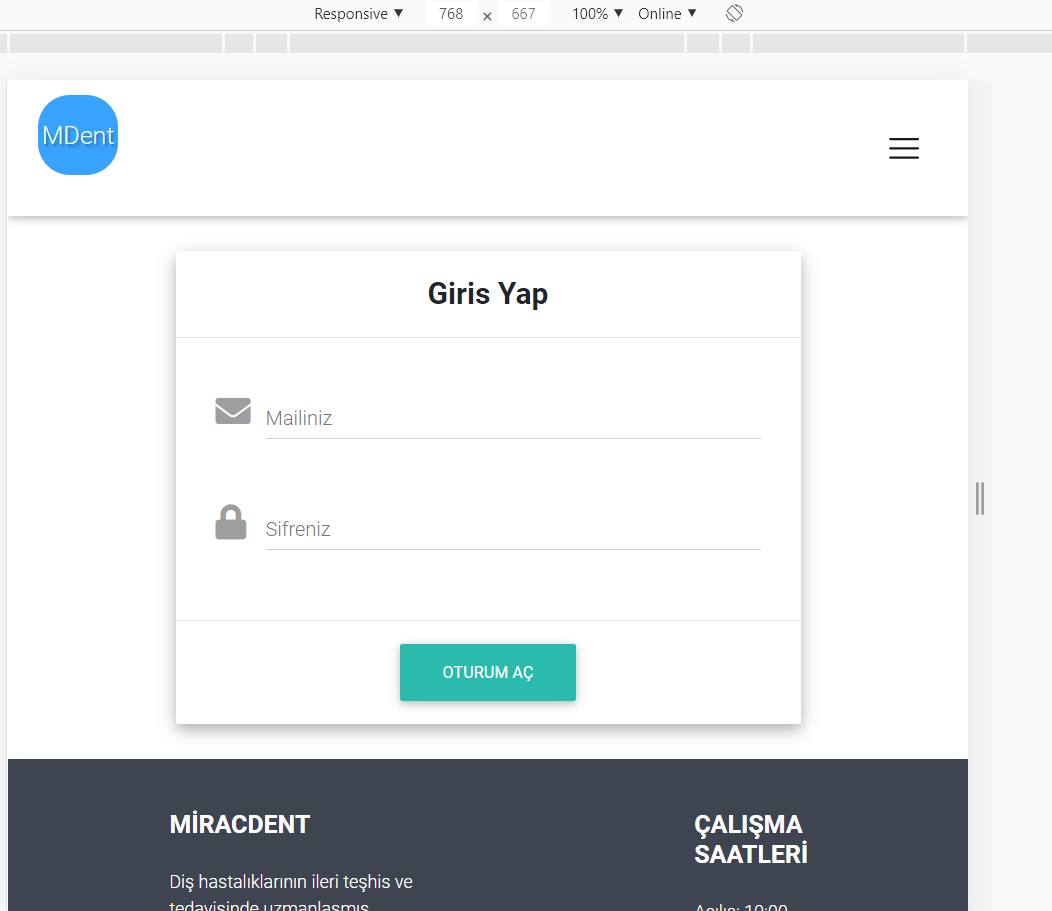 Responsive ▼ 768 × 667 100% ▼ Online ▼
MDent
Giris Yap
Mailiniz
Sifreniz
OTURUM AÇ
MİRACDENT
ÇALIŞMA
SAATLERİ
Diş hastalıklarının ileri teşhis ve
tedavisinde uzmanlaşmış
Açılış: 10:00